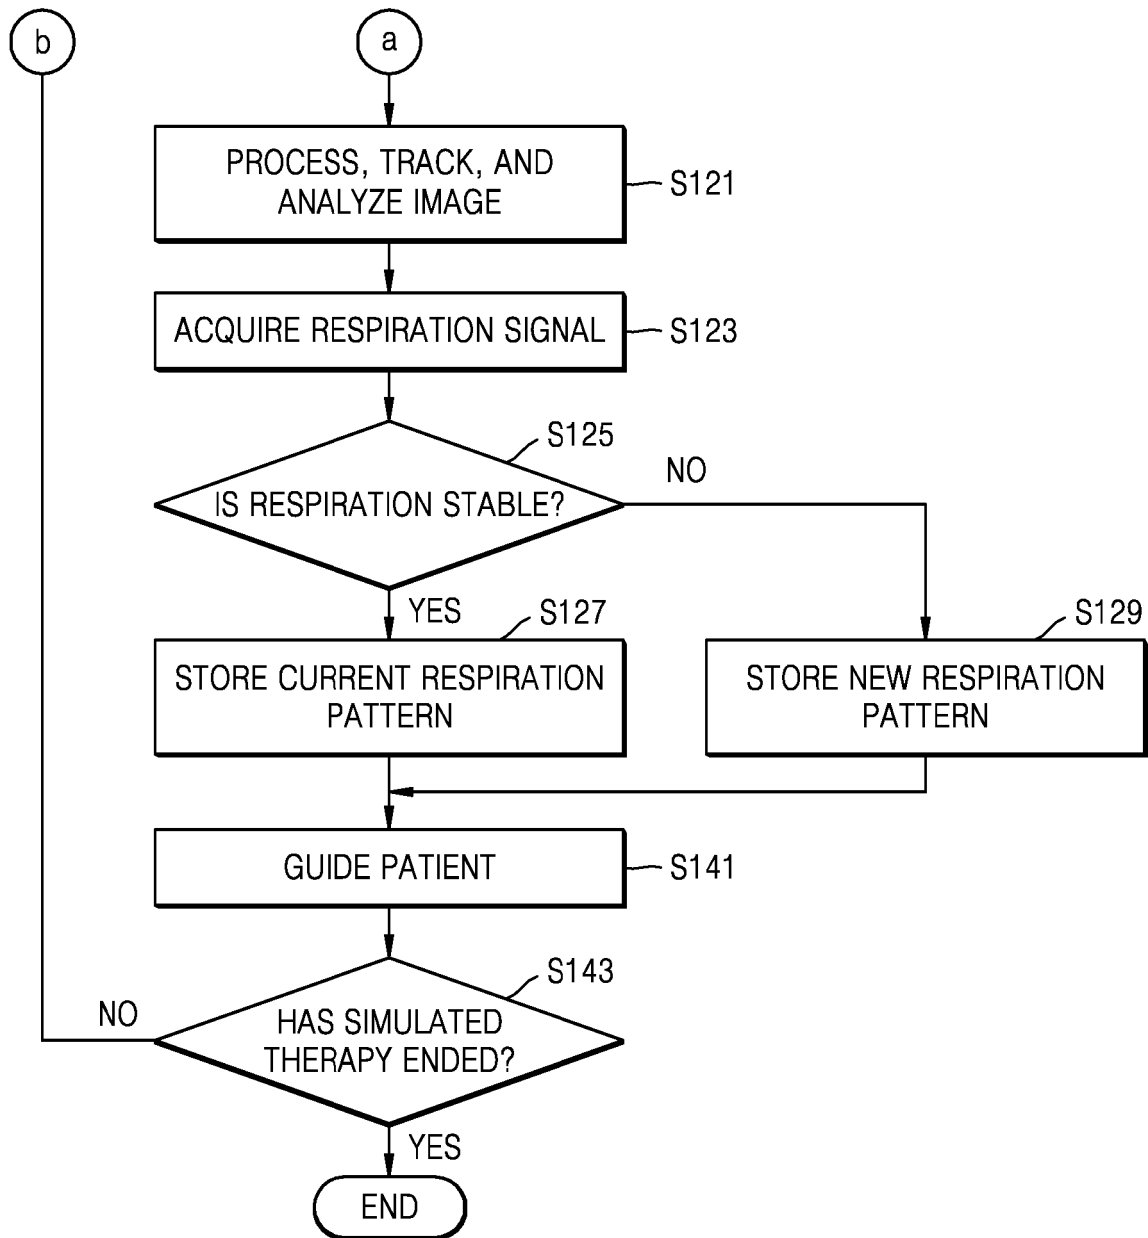 b
a
PROCESS, TRACK, AND
ANALYZE IMAGE
S121
ACQUIRE RESPIRATION SIGNAL
S123
S125
IS RESPIRATION STABLE?
NO
YES
S127
S129
STORE CURRENT RESPIRATION
PATTERN
STORE NEW RESPIRATION
PATTERN
GUIDE PATIENT
S141
S143
NO
HAS SIMULATED
THERAPY ENDED?
YES
END